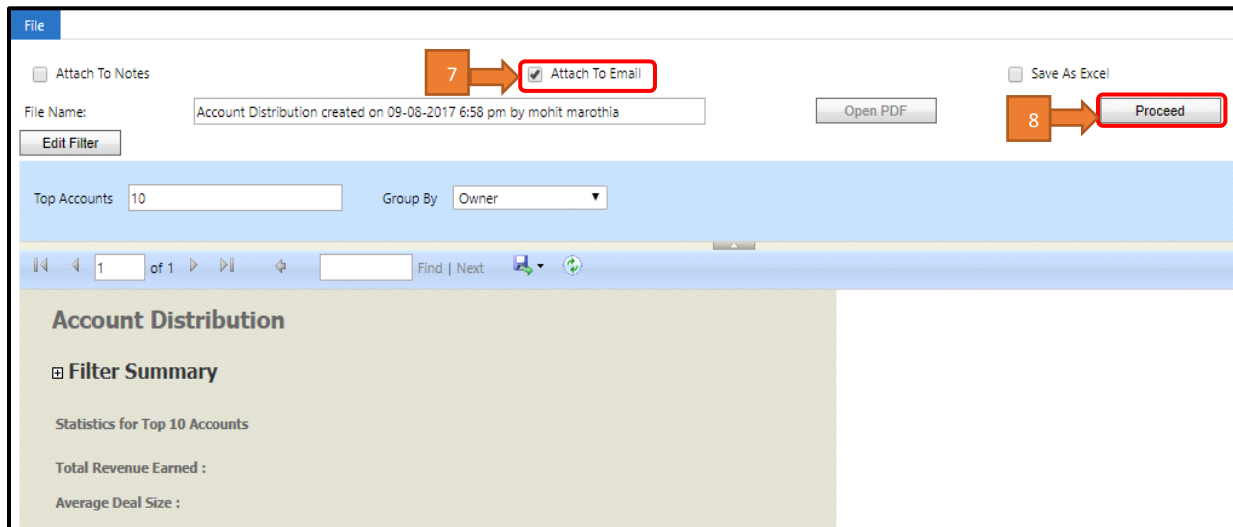 File
Attach To Notes
7
Attach To Email
Save As Excel
File Name:
Account Distribution created on 09-08-2017 6:58 pm by mohit marothia
Open PDF
8
Proceed
Edit Filter
Top Accounts
10
Group By
Owner
1
of 1
Find | Next
Account Distribution
Filter Summary
Statistics for Top 10 Accounts
Total Revenue Earned :
Average Deal Size :